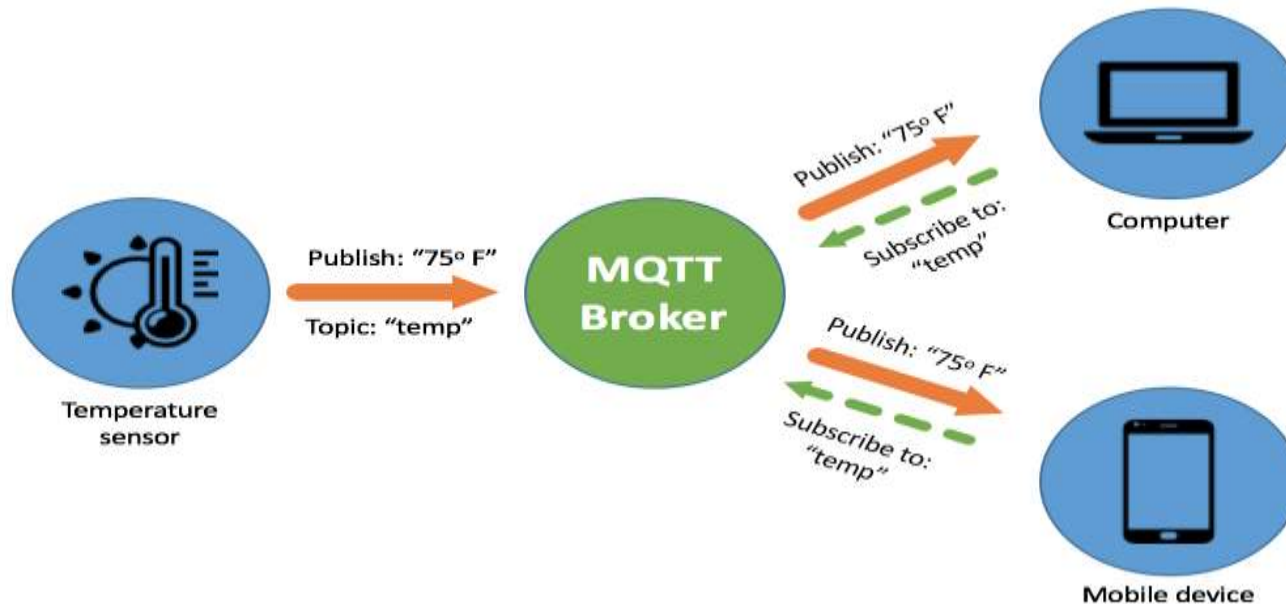 Publish: “75º F”
Topic: “temp”
Temperature
sensor
MQTT
Broker
Publish: “75º F”
Subscribe to:
“temp”
Computer
Publish: “75º F”
Subscribe to:
“temp”
Mobile device